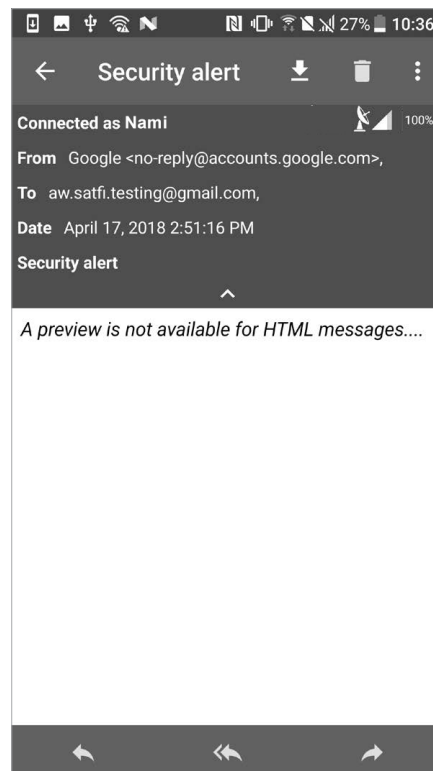 27% 10:36
Security alert
Connected as Nami 100%
From Google <no-reply@accounts.google.com>,
To aw.satfi.testing@gmail.com,
Date April 17, 2018 2:51:16 PM
Security alert
A preview is not available for HTML messages....